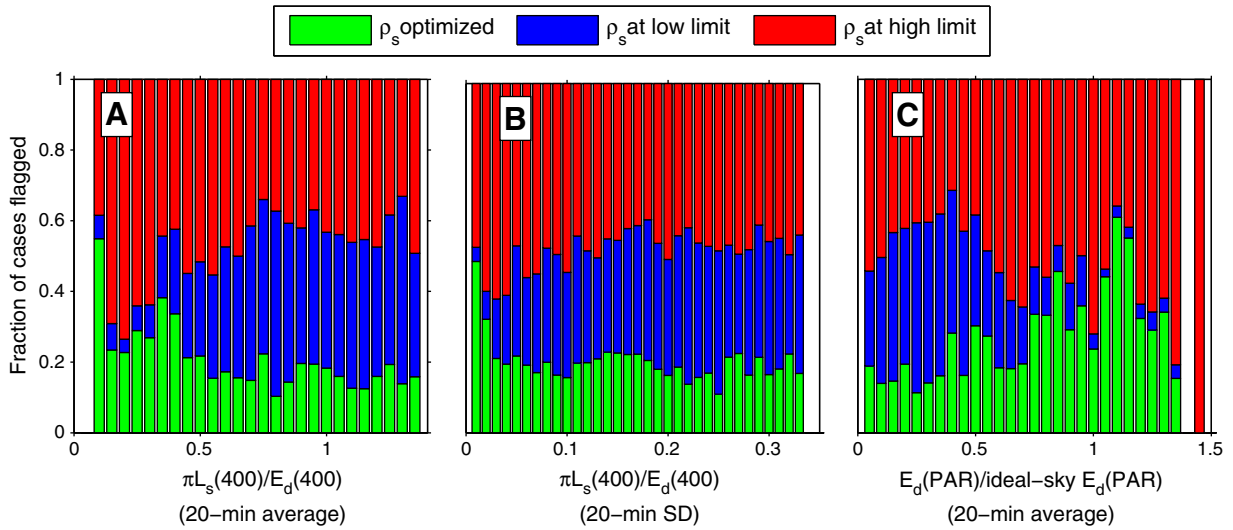 ρs optimized ρs at low limit ρs at high limit
A B C
Fraction of cases flagged
1
0.8
0.6
0.4
0.2
0
0 0.5 1
πLs(400)/Ed(400)
(20−min average)
0 0.1 0.2 0.3
πLs(400)/Ed(400)
(20−min SD)
0 0.5 1 1.5
Ed(PAR)/ideal−sky Ed(PAR)
(20−min average)